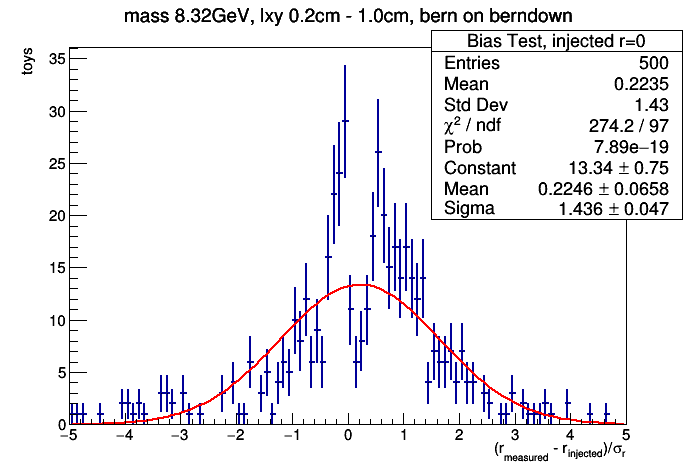 mass 8.32GeV, lxy 0.2cm - 1.0cm, bern on berndown
toys
Bias Test, injected r=0
Entries 500
Mean 0.2235
Std Dev 1.43
χ² / ndf 274.2 / 97
Prob 7.89e−19
Constant 13.34 ± 0.75
Mean 0.2246 ± 0.0658
Sigma 1.436 ± 0.047
35
30
25
20
15
10
5
0
−5 −4 −3 −2 −1 0 1 2 3 4 5
(r_measured - r_injected)/σ_r